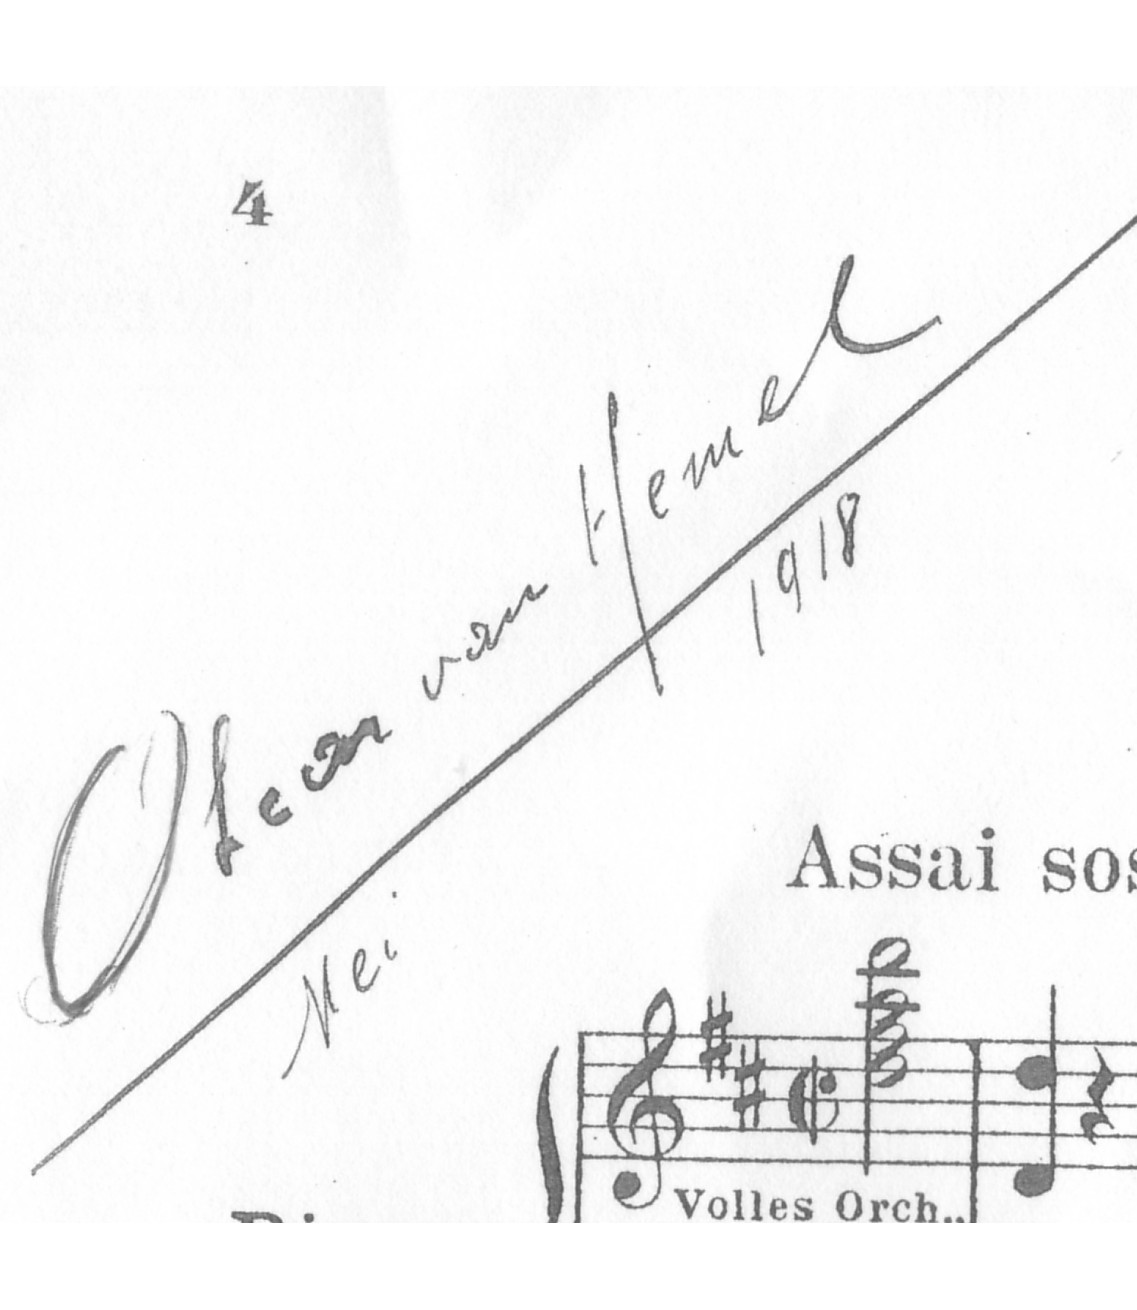 4
Oscar van Hemel
Mei 1918
Assai sos
Volles Orch.,